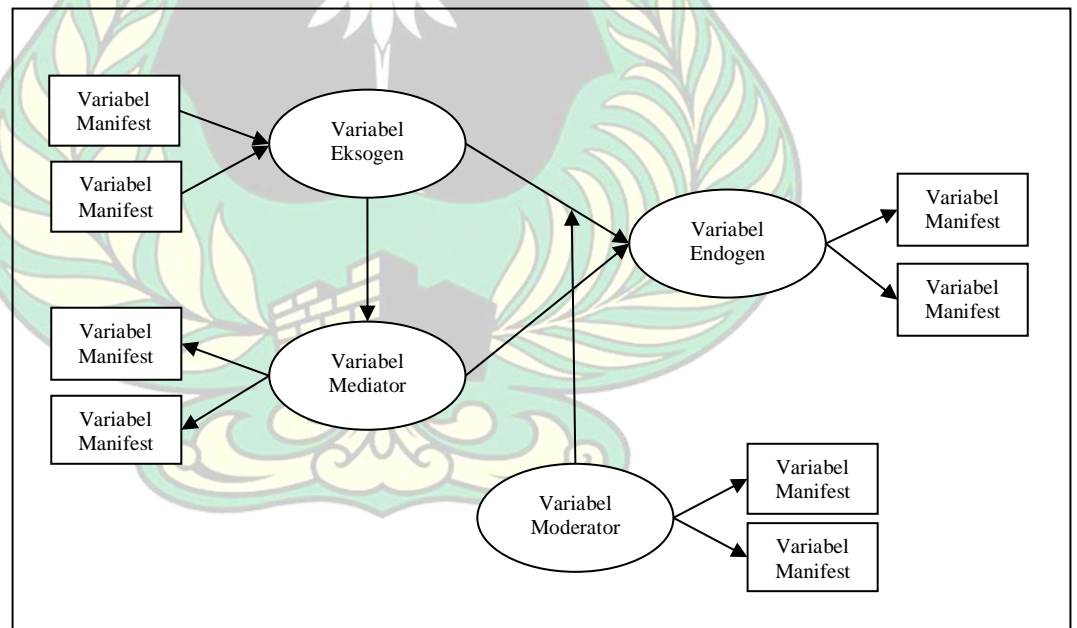 Variabel
Manifest
Variabel
Manifest
Variabel
Eksogen
Variabel
Endogen
Variabel
Manifest
Variabel
Manifest
Variabel
Manifest
Variabel
Manifest
Variabel
Mediator
Variabel
Moderator
Variabel
Manifest
Variabel
Manifest